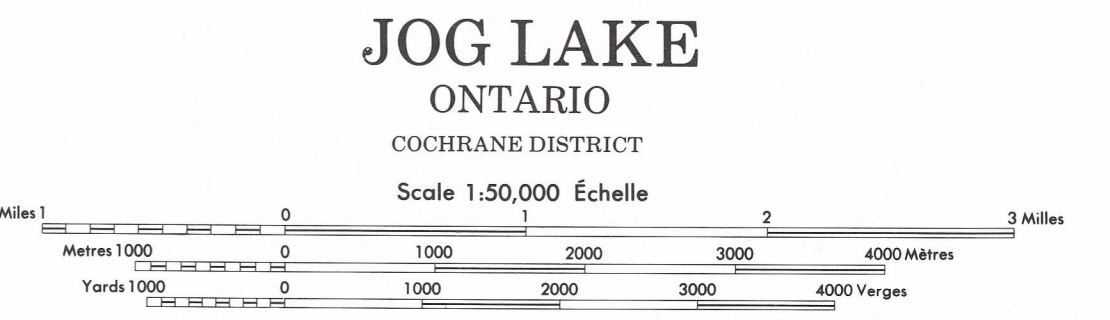 JOG LAKE
ONTARIO
COCHRANE DISTRICT
Scale 1:50,000 Échelle
Miles 1 0 1 2 3 Milles
Metres 1000 0 1000 2000 3000 4000 Mètres
Yards 1000 0 1000 2000 3000 4000 Verges